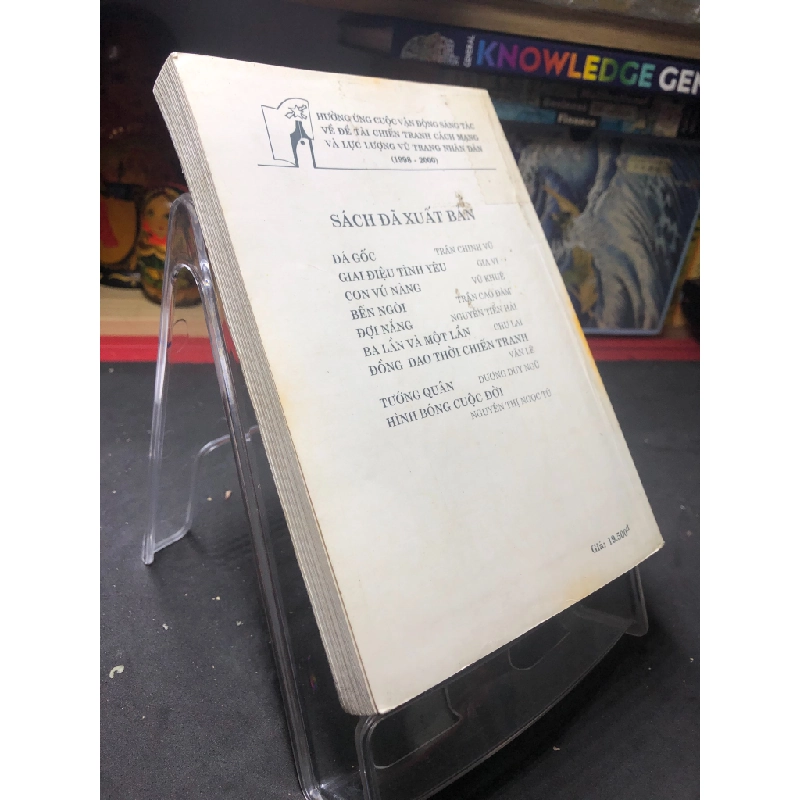 GENERAL
KNOWLEDGE GEN
Finance
HƯỞNG ỨNG CUỘC VẬN ĐỘNG SÁNG TÁC
VỀ ĐỀ TÀI CHIẾN TRANH CÁCH MẠNG
VÀ LỰC LƯỢNG VŨ TRANG NHÂN DÂN
(1998 - 2000)
SÁCH ĐÃ XUẤT BẢN
ĐÁ GỐC TRẦN CHINH VŨ
GIAI ĐIỆU TÌNH YÊU GIA
CON VÚ NÀNG VŨ KHUÊ
BẾN NGÒI TRẦN CAO ĐÀM
ĐỢI NẮNG NGUYỄN TIẾN HẢI
BA LẦN VÀ MỘT LẦN CHU LAI
ĐỒNG DAO THỜI CHIẾN TRANH
VĂN LÊ
TƯỚNG QUÂN DƯƠNG DUY NGỮ
HÌNH BÓNG CUỘC ĐỜI
NGUYỄN THỊ NGỌC TÚ
Giá: 18.500đ